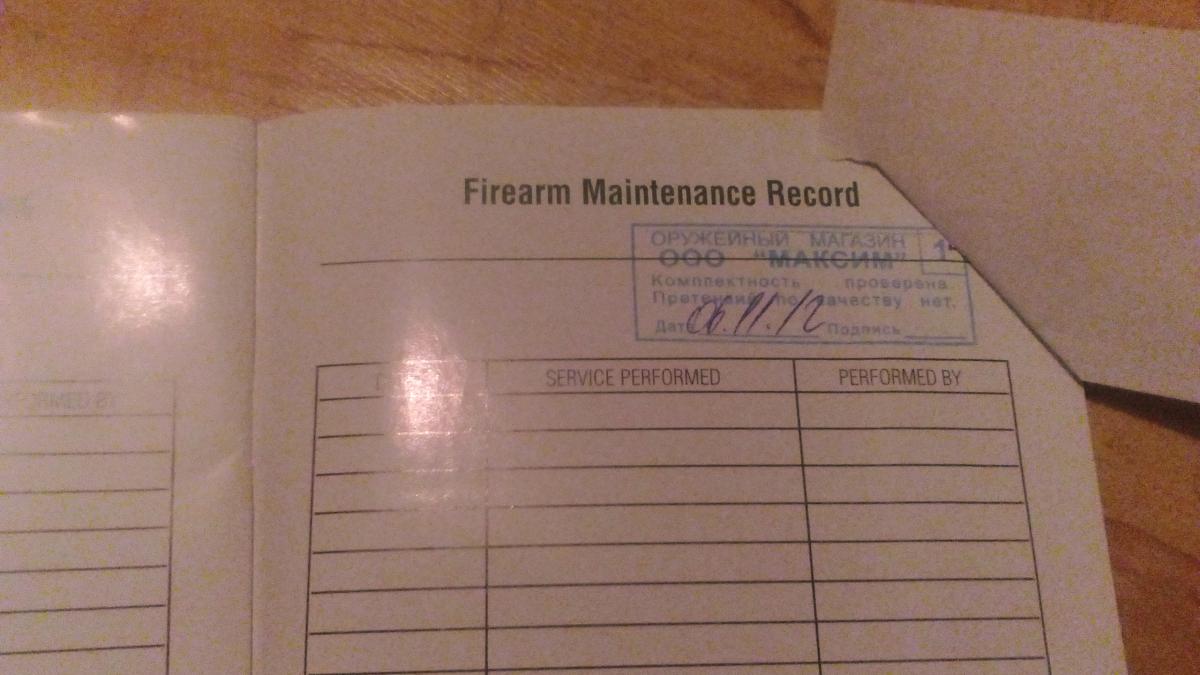 Firearm Maintenance Record
ОРУЖЕЙНЫЙ МАГАЗИН 1
ООО "МАКСИМ"
Комплектность проверена
Претензий по качеству нет.
Дата 06.11.12 Подпись
SERVICE PERFORMED PERFORMED BY